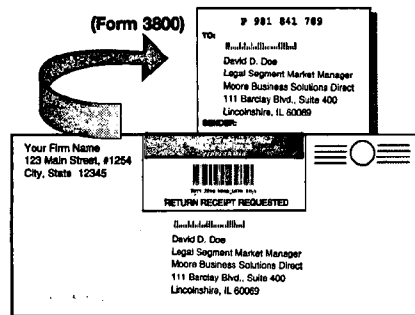 (Form 3800)
P 981 841 789
TO:
David D. Doe
Legal Segment Market Manager
Moore Business Solutions Direct
111 Barclay Blvd., Suite 400
Lincolnshire, IL 60069
SENDER:
Your Firm Name
123 Main Street, #1254
City, State 12345
RETURN RECEIPT REQUESTED
David D. Doe
Legal Segment Market Manager
Moore Business Solutions Direct
111 Barclay Blvd., Suite 400
Lincolnshire, IL 60069